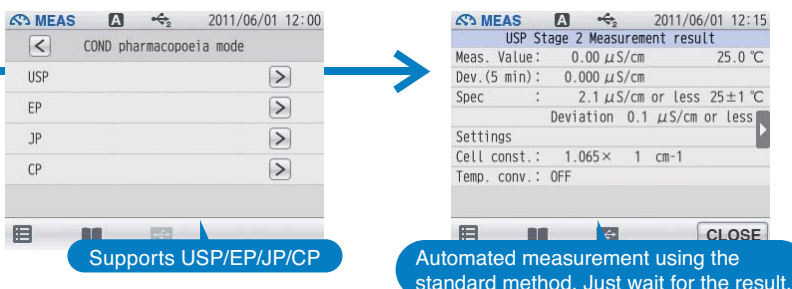 MEAS A 2 2011/06/01 12:00
< COND pharmacopoeia mode
USP >
EP >
JP >
CP >
Supports USP/EP/JP/CP
MEAS A 2 2011/06/01 12:15
USP Stage 2 Measurement result
Meas. Value: 0.00 μS/cm 25.0 ℃
Dev.(5 min): 0.000 μS/cm
Spec : 2.1 μS/cm or less 25±1 ℃
Deviation 0.1 μS/cm or less
Settings
Cell const.: 1.065× 1 cm-1
Temp. conv.: OFF
CLOSE
Automated measurement using the
standard method. Just wait for the result.